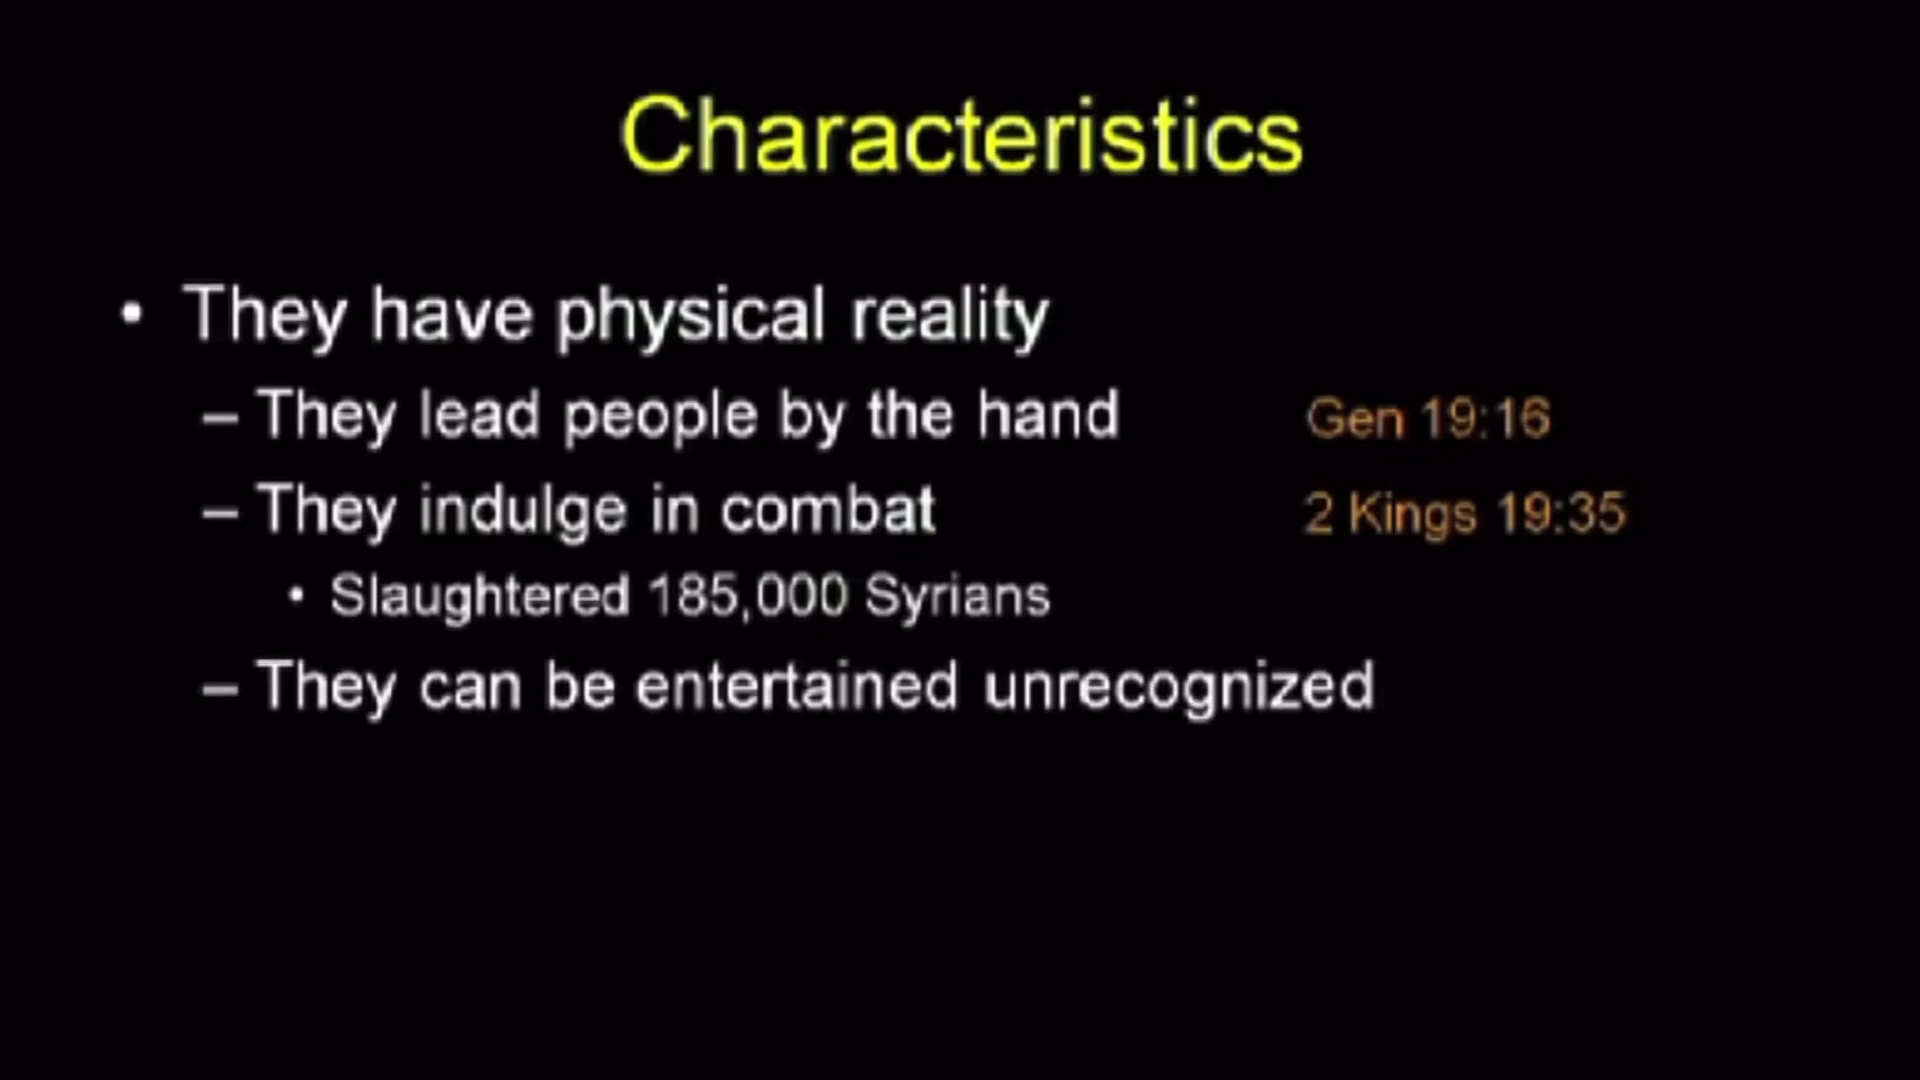 Characteristics
• They have physical reality
– They lead people by the hand Gen 19:16
– They indulge in combat 2 Kings 19:35
• Slaughtered 185,000 Syrians
– They can be entertained unrecognized